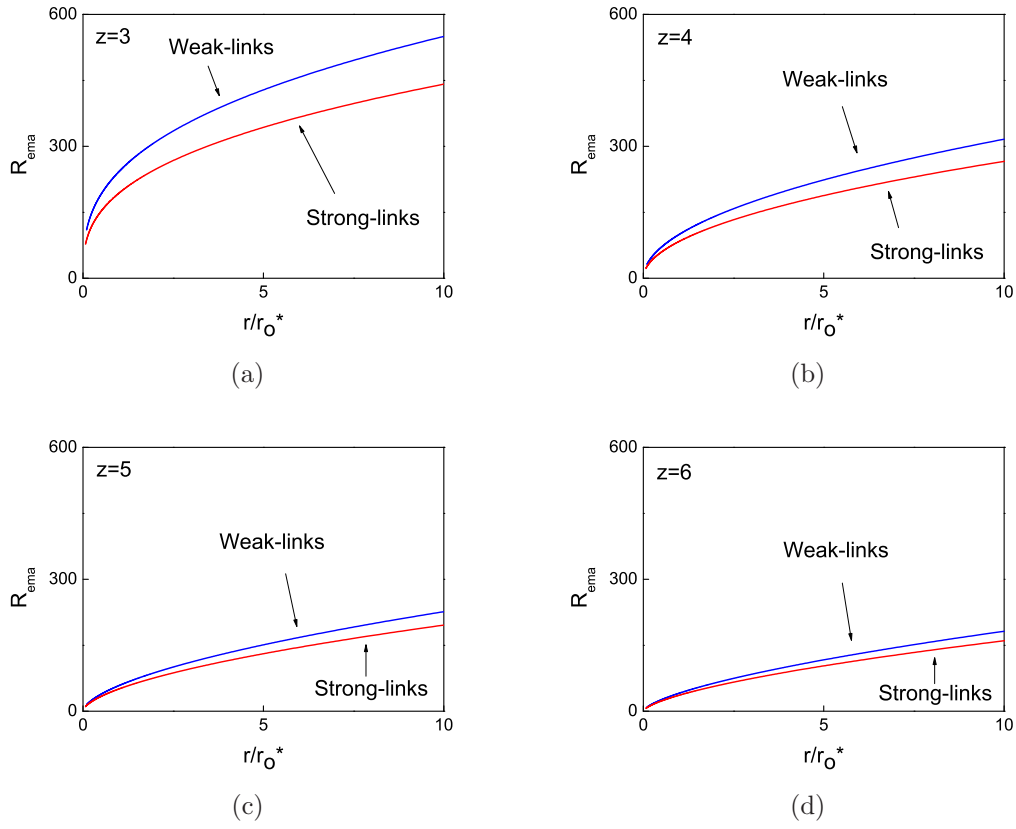 600
z=3
Weak-links
300
R_ema
Strong-links
0
0
5
10
r/r_o*
(a)
600
z=4
Weak-links
300
R_ema
Strong-links
0
0
5
10
r/r_o*
(b)
600
z=5
Weak-links
300
R_ema
Strong-links
0
0
5
10
r/r_o*
(c)
600
z=6
Weak-links
300
R_ema
Strong-links
0
0
5
10
r/r_o*
(d)